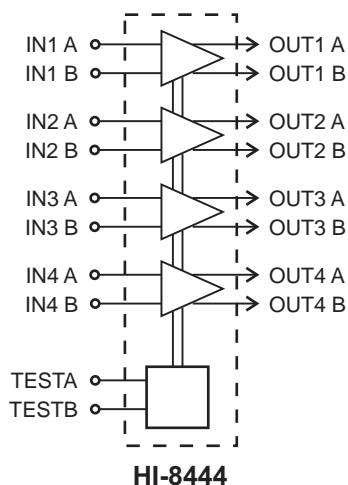 IN1 A OUT1 A
IN1 B OUT1 B
IN2 A OUT2 A
IN2 B OUT2 B
IN3 A OUT3 A
IN3 B OUT3 B
IN4 A OUT4 A
IN4 B OUT4 B
TESTA
TESTB
HI-8444